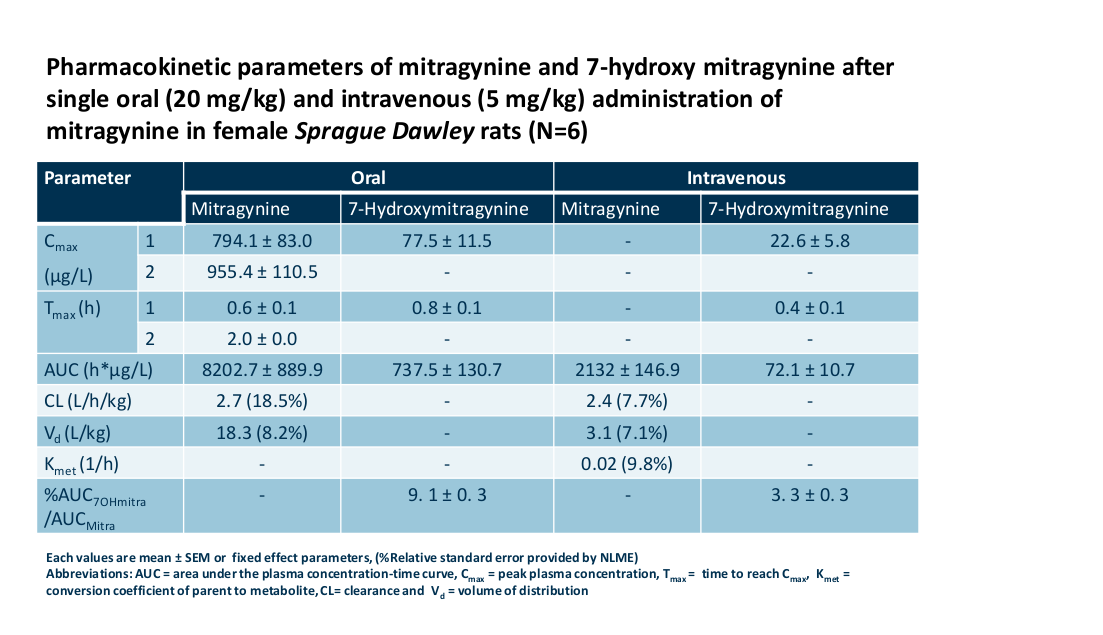 Pharmacokinetic parameters of mitragynine and 7-hydroxy mitragynine after
single oral (20 mg/kg) and intravenous (5 mg/kg) administration of
mitragynine in female Sprague Dawley rats (N=6)
Parameter Oral Intravenous
Mitragynine 7-Hydroxymitragynine Mitragynine 7-Hydroxymitragynine
Cmax (µg/L) 1 794.1 ± 83.0 77.5 ± 11.5 - 22.6 ± 5.8
2 955.4 ± 110.5 - - -
Tmax (h) 1 0.6 ± 0.1 0.8 ± 0.1 - 0.4 ± 0.1
2 2.0 ± 0.0 - - -
AUC (h*µg/L) 8202.7 ± 889.9 737.5 ± 130.7 2132 ± 146.9 72.1 ± 10.7
CL (L/h/kg) 2.7 (18.5%) - 2.4 (7.7%) -
Vd (L/kg) 18.3 (8.2%) - 3.1 (7.1%) -
Kmet (1/h) - - 0.02 (9.8%) -
%AUC7OHmitra - 9. 1 ± 0. 3 - 3. 3 ± 0. 3
/AUCMitra
Each values are mean ± SEM or fixed effect parameters, (%Relative standard error provided by NLME)
Abbreviations: AUC = area under the plasma concentration-time curve, Cmax = peak plasma concentration, Tmax = time to reach Cmax, Kmet =
conversion coefficient of parent to metabolite, CL= clearance and Vd = volume of distribution